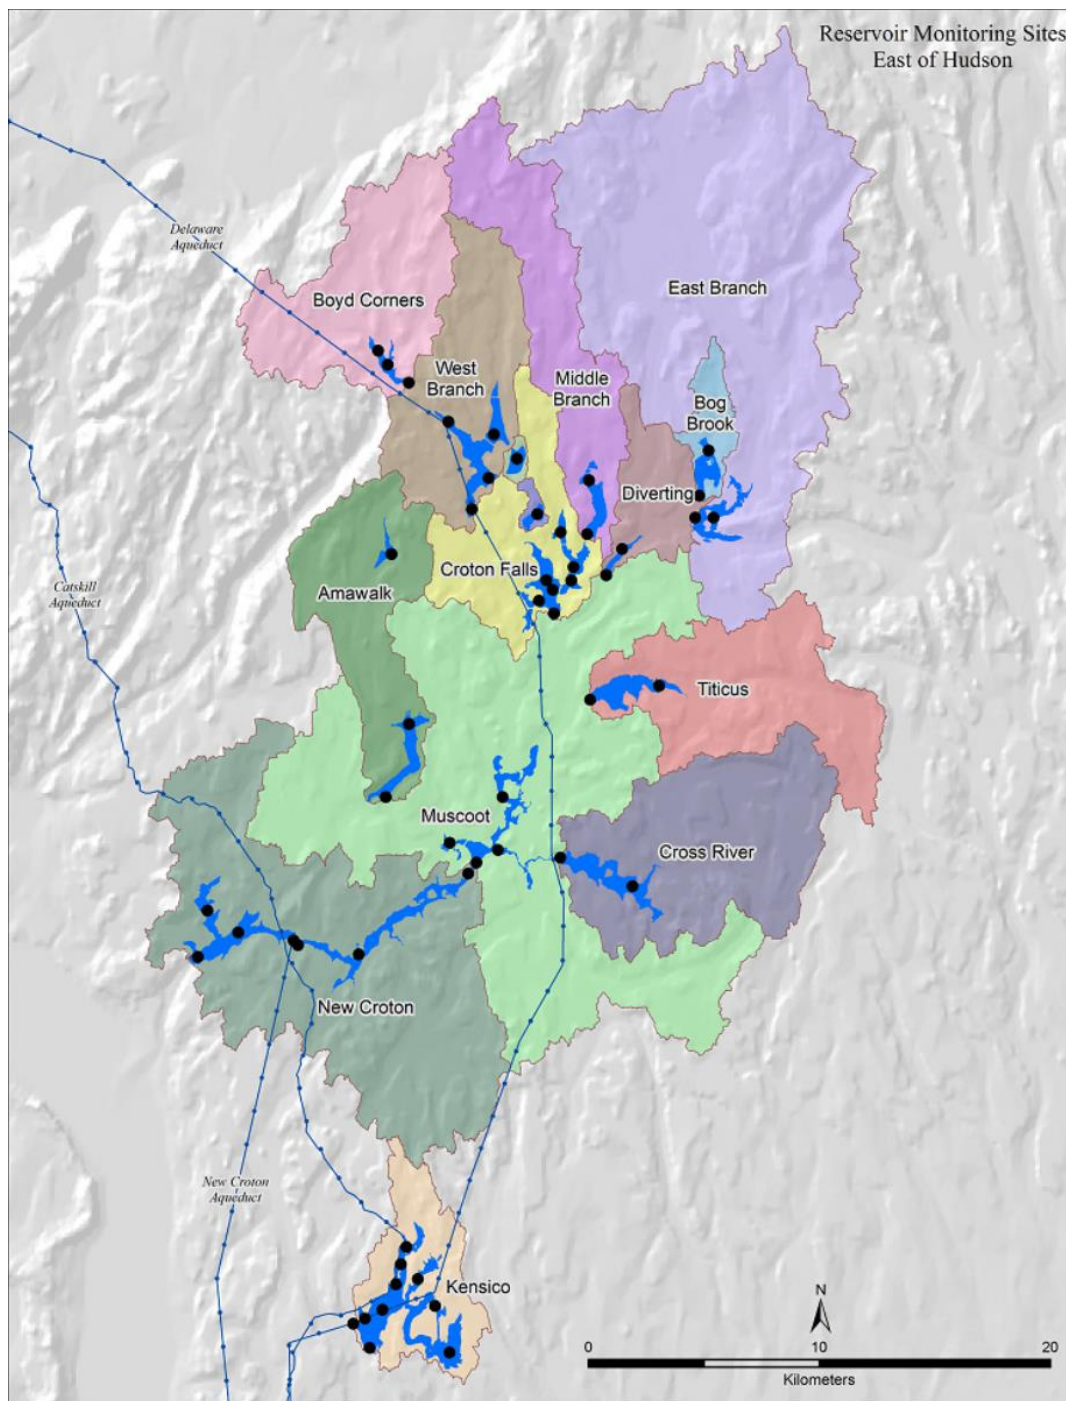 Reservoir Monitoring Sites
East of Hudson
Delaware
Aqueduct
East Branch
Boyd Corners
West
Branch
Middle
Branch
Bog
Brook
Diverting
Croton Falls
Catskill
Aqueduct
Amawalk
Titicus
Muscoot
Cross River
New Croton
New Croton
Aqueduct
Kensico
N
0
10
20
Kilometers